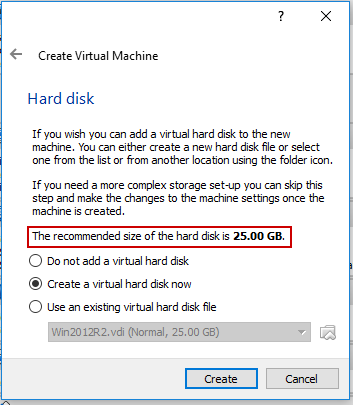 ?
Create Virtual Machine
Hard disk
If you wish you can add a virtual hard disk to the new
machine. You can either create a new hard disk file or select
one from the list or from another location using the folder icon.
If you need a more complex storage set-up you can skip this
step and make the changes to the machine settings once the
machine is created.
The recommended size of the hard disk is 25.00 GB.
Do not add a virtual hard disk
Create a virtual hard disk now
Use an existing virtual hard disk file
Win2012R2.vdi (Normal, 25.00 GB)
Create Cancel